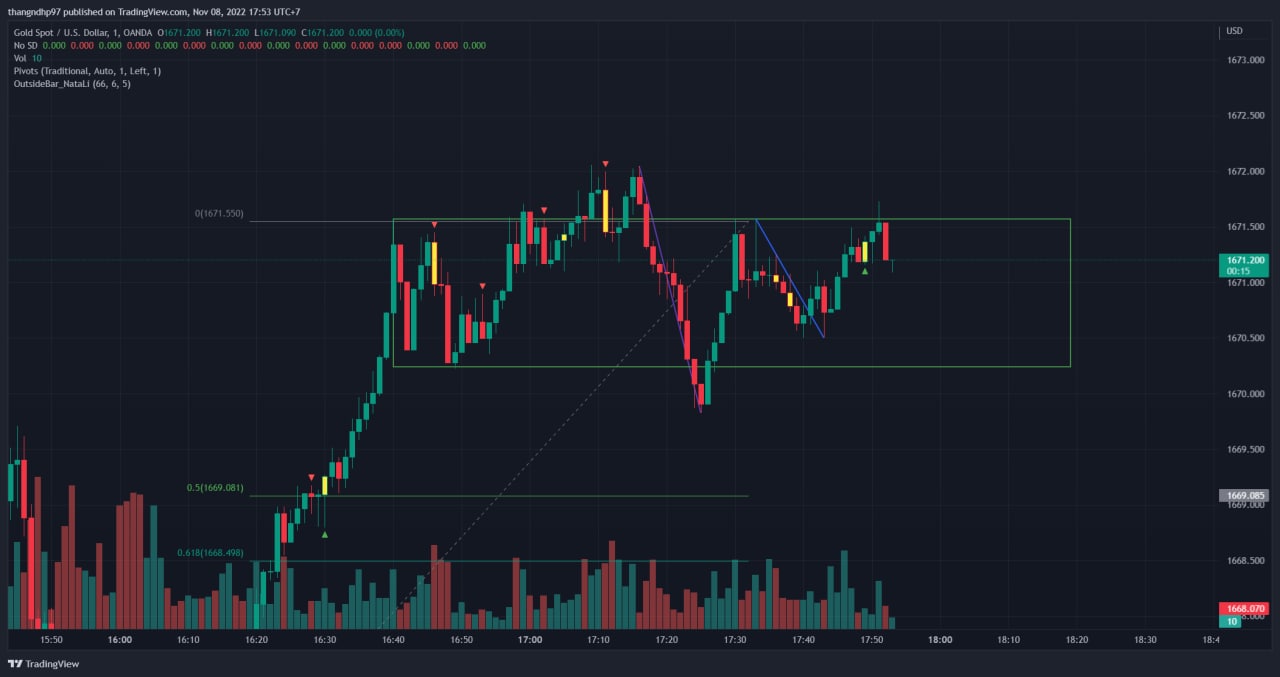 thangndhp97 published on TradingView.com, Nov 08, 2022 17:53 UTC+7
Gold Spot / U.S. Dollar, 1, OANDA O1671.200 H1671.200 L1671.090 C1671.200 0.000 (0.00%)
No SD 0.000 0.000 0.000 0.000 0.000 0.000 0.000 0.000 0.000 0.000 0.000 0.000 0.000 0.000 0.000 0.000
Vol 10
Pivots (Traditional, Auto, 1, Left, 1)
OutsideBar_NataLi (66, 6, 5)
USD
1673.000
1672.500
1672.000
0(1671.550)
1671.500
1671.200
00:15
1671.000
1670.500
1670.000
1669.500
0.5(1669.081)
1669.085
1669.000
0.618(1668.498)
1668.500
1668.070
10
15:50 16:00 16:10 16:20 16:30 16:40 16:50 17:00 17:10 17:20 17:30 17:40 17:50 18:00 18:10 18:20 18:30 18:4
TradingView